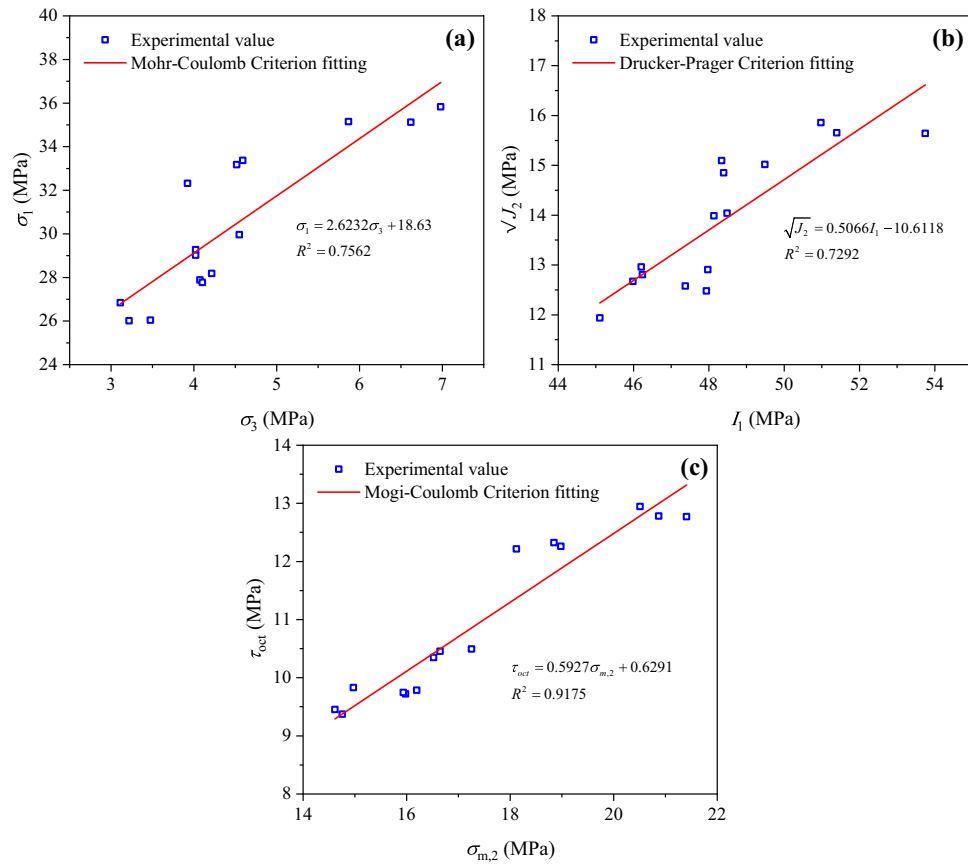 (a)
Experimental value
Mohr-Coulomb Criterion fitting
40
38
36
34
32
30
28
26
24
σ₁ (MPa)
σ₁ = 2.6232σ₃ + 18.63
R² = 0.7562
3 4 5 6 7
σ₃ (MPa)
(b)
Experimental value
Drucker-Prager Criterion fitting
18
17
16
15
14
13
12
11
√J₂ (MPa)
√J₂ = 0.5066I₁ − 10.6118
R² = 0.7292
44 46 48 50 52 54
I₁ (MPa)
(c)
Experimental value
Mogi-Coulomb Criterion fitting
14
13
12
11
10
9
8
τoct (MPa)
τoct = 0.5927σm,2 + 0.6291
R² = 0.9175
14 16 18 20 22
σm,2 (MPa)